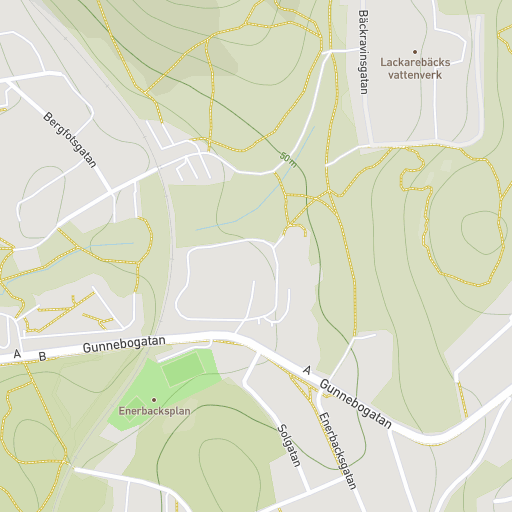 Bäckravinsgatan
Lackarebäcks
vattenverk
Bergfotsgatan
50 m
A
B
Gunnebogatan
A
Gunnebogatan
Enerbacksplan
Solgatan
Enerbacksgatan